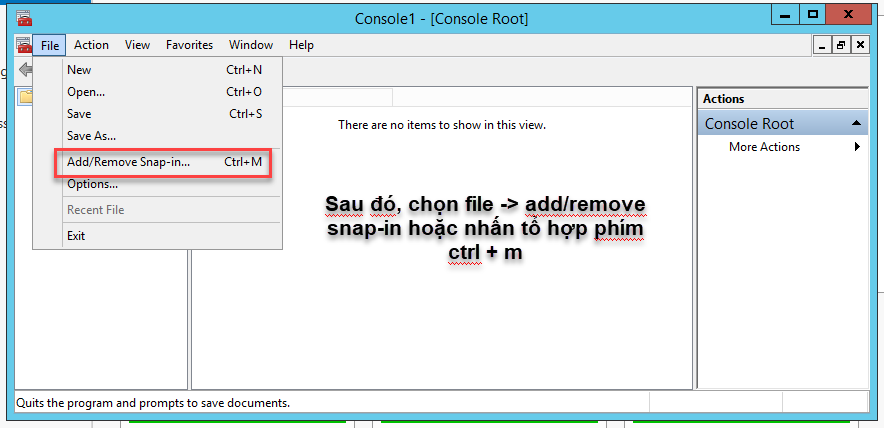 Console1 - [Console Root]
File Action View Favorites Window Help
New Ctrl+N
Open... Ctrl+O
Save Ctrl+S
Save As...
Add/Remove Snap-in... Ctrl+M
Options...
Recent File
Exit
There are no items to show in this view.
Sau đó, chọn file -> add/remove
snap-in hoặc nhấn tổ hợp phím
ctrl + m
Actions
Console Root
More Actions
Quits the program and prompts to save documents.